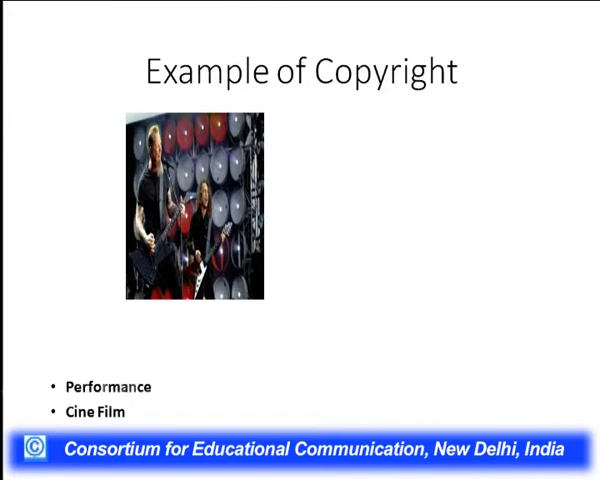 Example of Copyright
• Performance
• Cine Film
© Consortium for Educational Communication, New Delhi, India